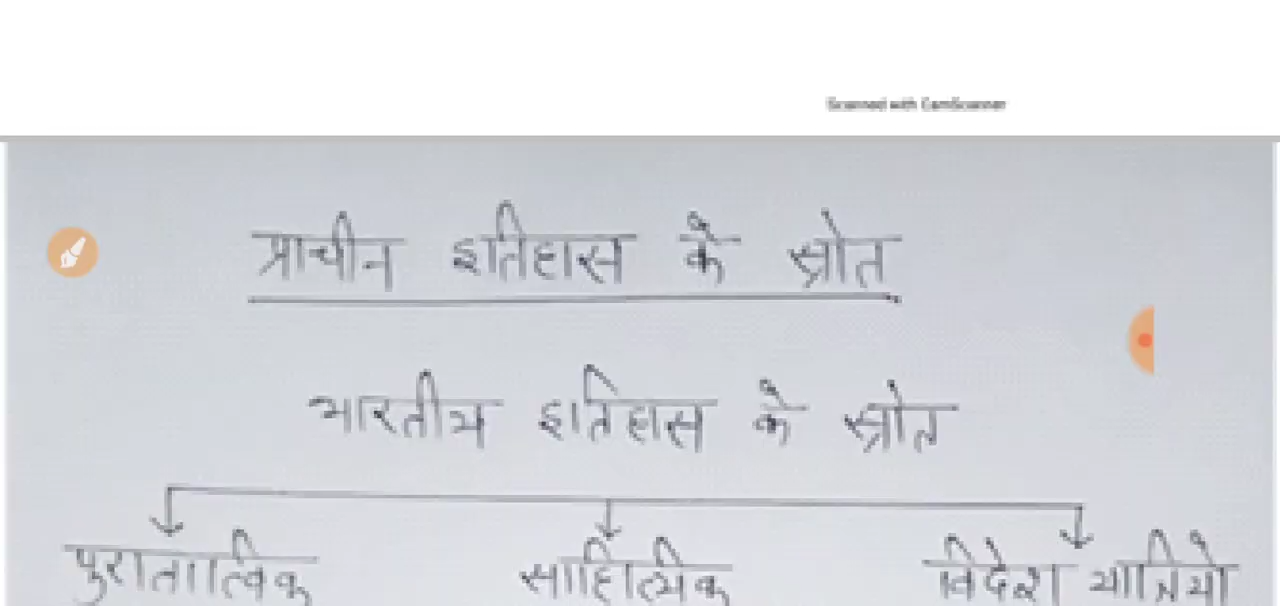 Scanned with CamScanner
प्राचीन इतिहास के स्रोत
भारतीय इतिहास के स्रोत
पुरातात्विक साहित्यिक विदेश यात्रियो